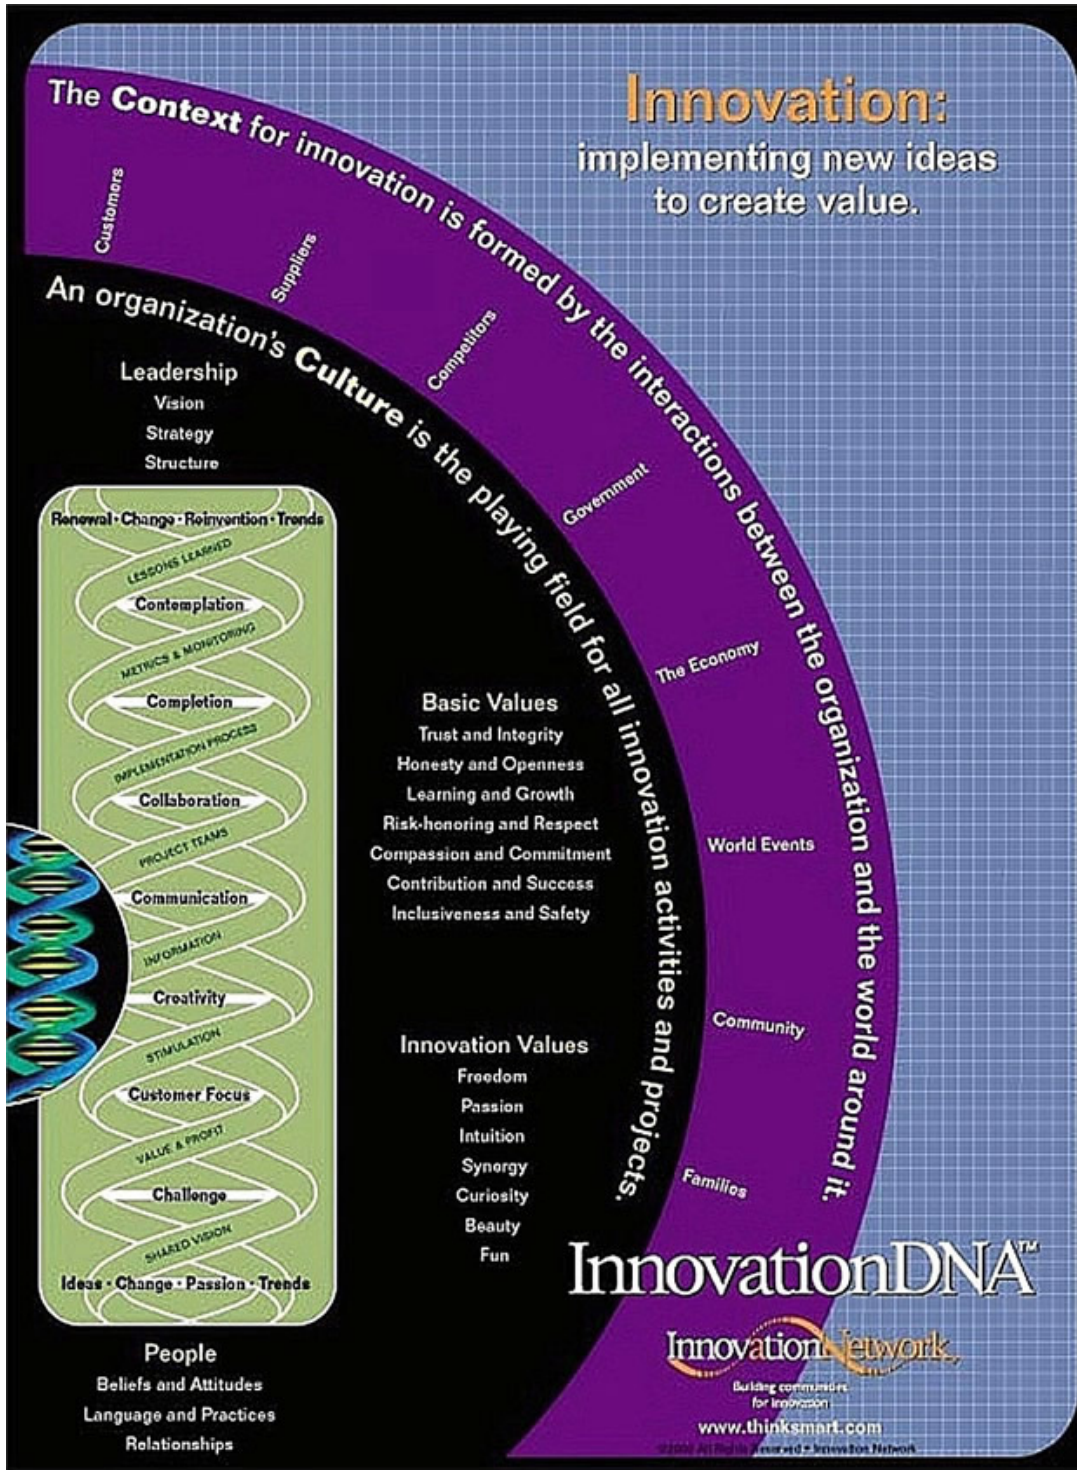 Innovation:
implementing new ideas
to create value.
The Context for innovation is formed by the interactions between the organization and the world around it.
Customers
Suppliers
Competitors
Government
The Economy
World Events
Community
Families
An organization's Culture is the playing field for all innovation activities and projects.
Leadership
Vision
Strategy
Structure
Renewal • Change • Reinvention • Trends
LESSONS LEARNED
Contemplation
METRICS & MONITORING
Completion
IMPLEMENTATION PROCESS
Collaboration
PROJECT TEAMS
Communication
INFORMATION
Creativity
STIMULATION
Customer Focus
VALUE & PROFIT
Challenge
SHARED VISION
Ideas • Change • Passion • Trends
People
Beliefs and Attitudes
Language and Practices
Relationships
Basic Values
Trust and Integrity
Honesty and Openness
Learning and Growth
Risk-honoring and Respect
Compassion and Commitment
Contribution and Success
Inclusiveness and Safety
Innovation Values
Freedom
Passion
Intuition
Synergy
Curiosity
Beauty
Fun
InnovationDNA™
InnovationNetwork
Building communities
for innovation
www.thinksmart.com
All Rights Reserved • Innovation Network